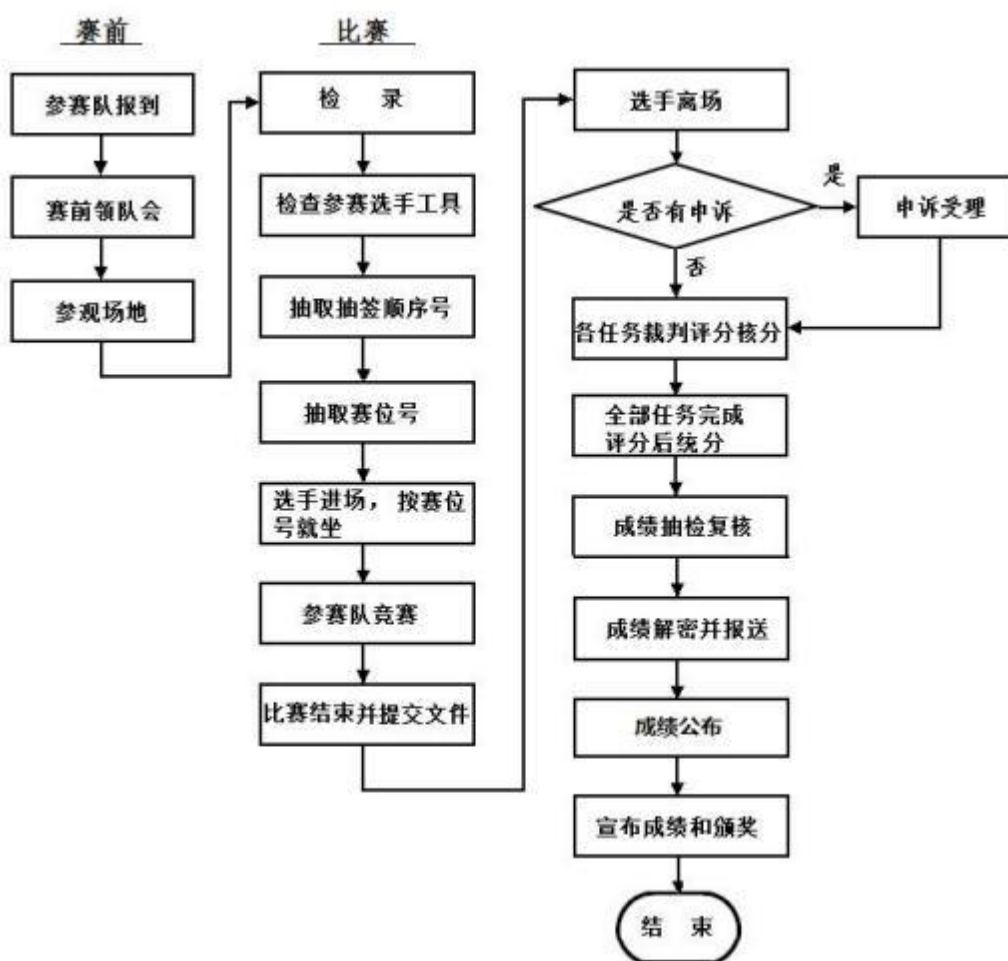 赛前
参赛队报到
赛前领队会
参观场地
比赛
检 录
检查参赛选手工具
抽取抽签顺序号
抽取赛位号
选手进场， 按赛位
号就坐
参赛队竞赛
比赛结束并提交文件
选手离场
是否有申诉
是
申诉受理
否
各任务裁判评分核分
全部任务完成
评分后统分
成绩抽检复核
成绩解密并报送
成绩公布
宣布成绩和颁奖
结 束